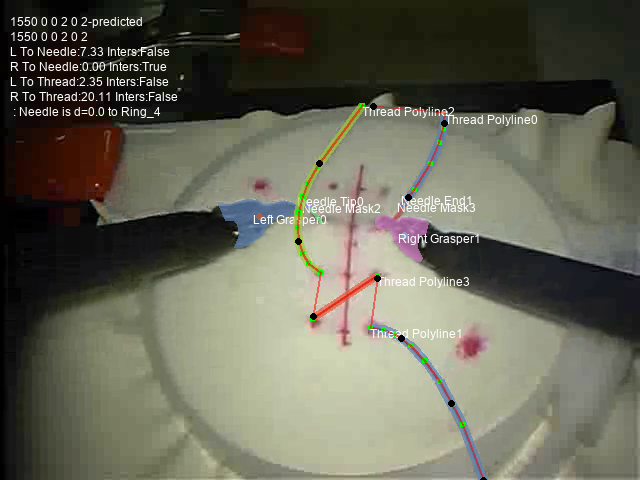 1550 0 0 2 0 2-predicted
1550 0 0 2 0 2
L To Needle:7.33 Inters:False
R To Needle:0.00 Inters:True
L To Thread:2.35 Inters:False
R To Thread:20.11 Inters:False
: Needle is d=0.0 to Ring_4
Thread Polyline2
Thread Polyline0
Needle Tip0
Needle End1
Needle Mask2
Needle Mask3
Left Grasper0
Right Grasper1
Thread Polyline3
Thread Polyline1